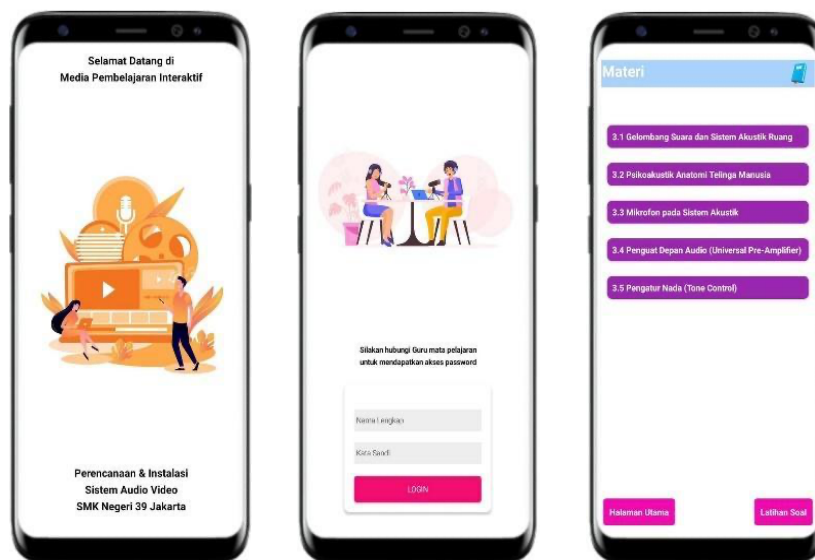 Selamat Datang di
Media Pembelajaran Interaktif
Perencanaan & Instalasi
Sistem Audio Video
SMK Negeri 39 Jakarta
Silakan hubungi Guru mata pelajaran
untuk mendapatkan akses password
Nama Lengkap
Kata Sandi
LOGIN
Materi
3.1 Gelombang Suara dan Sistem Akustik Ruang
3.2 Psikoakustik Anatomi Telinga Manusia
3.3 Mikrofon pada Sistem Akustik
3.4 Penguat Depan Audio (Universal Pre-Amplifier)
3.5 Pengatur Nada (Tone Control)
Halaman Utama
Latihan Soal